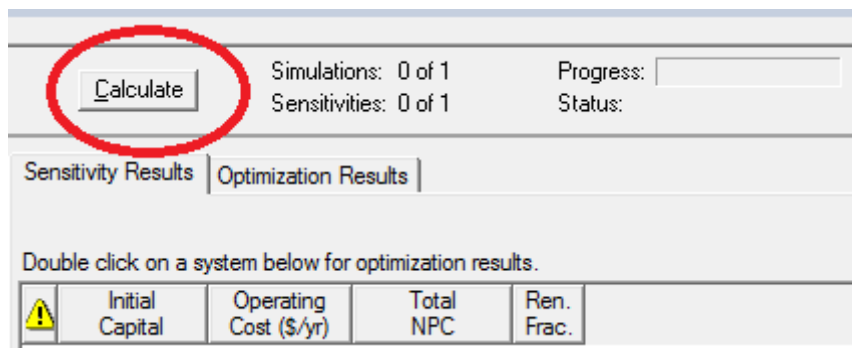 Calculate
Simulations: 0 of 1
Progress:
Sensitivities: 0 of 1
Status:
Sensitivity Results
Optimization Results
Double click on a system below for optimization results.
Initial Capital
Operating Cost ($/yr)
Total NPC
Ren. Frac.